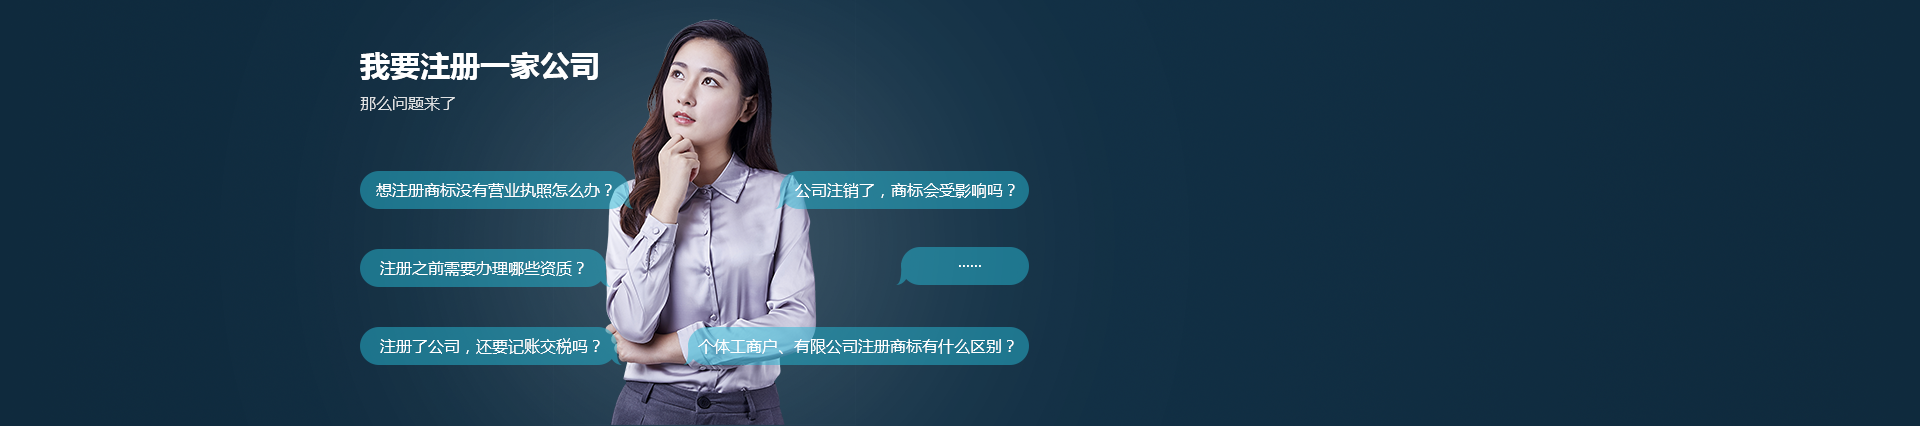 我要注册一家公司
那么问题来了
想注册商标没有营业执照怎么办？
公司注销了，商标会受影响吗？
注册之前需要办理哪些资质？
······
注册了公司，还要记账交税吗？
个体工商户、有限公司注册商标有什么区别？